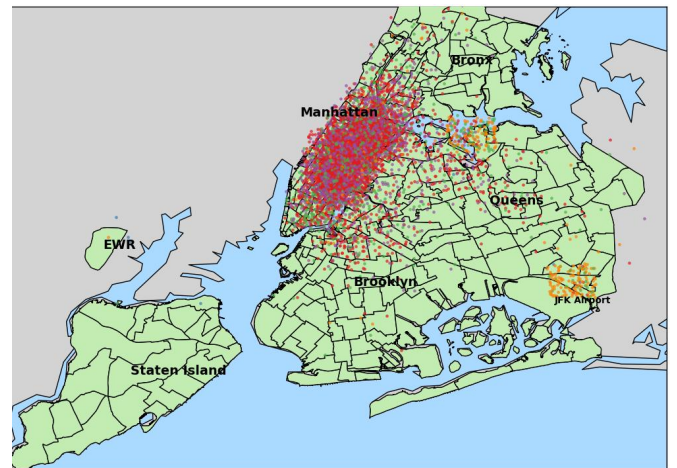 Bronx
Manhattan
Queens
EWR
Brooklyn
JFK Airport
Staten Island